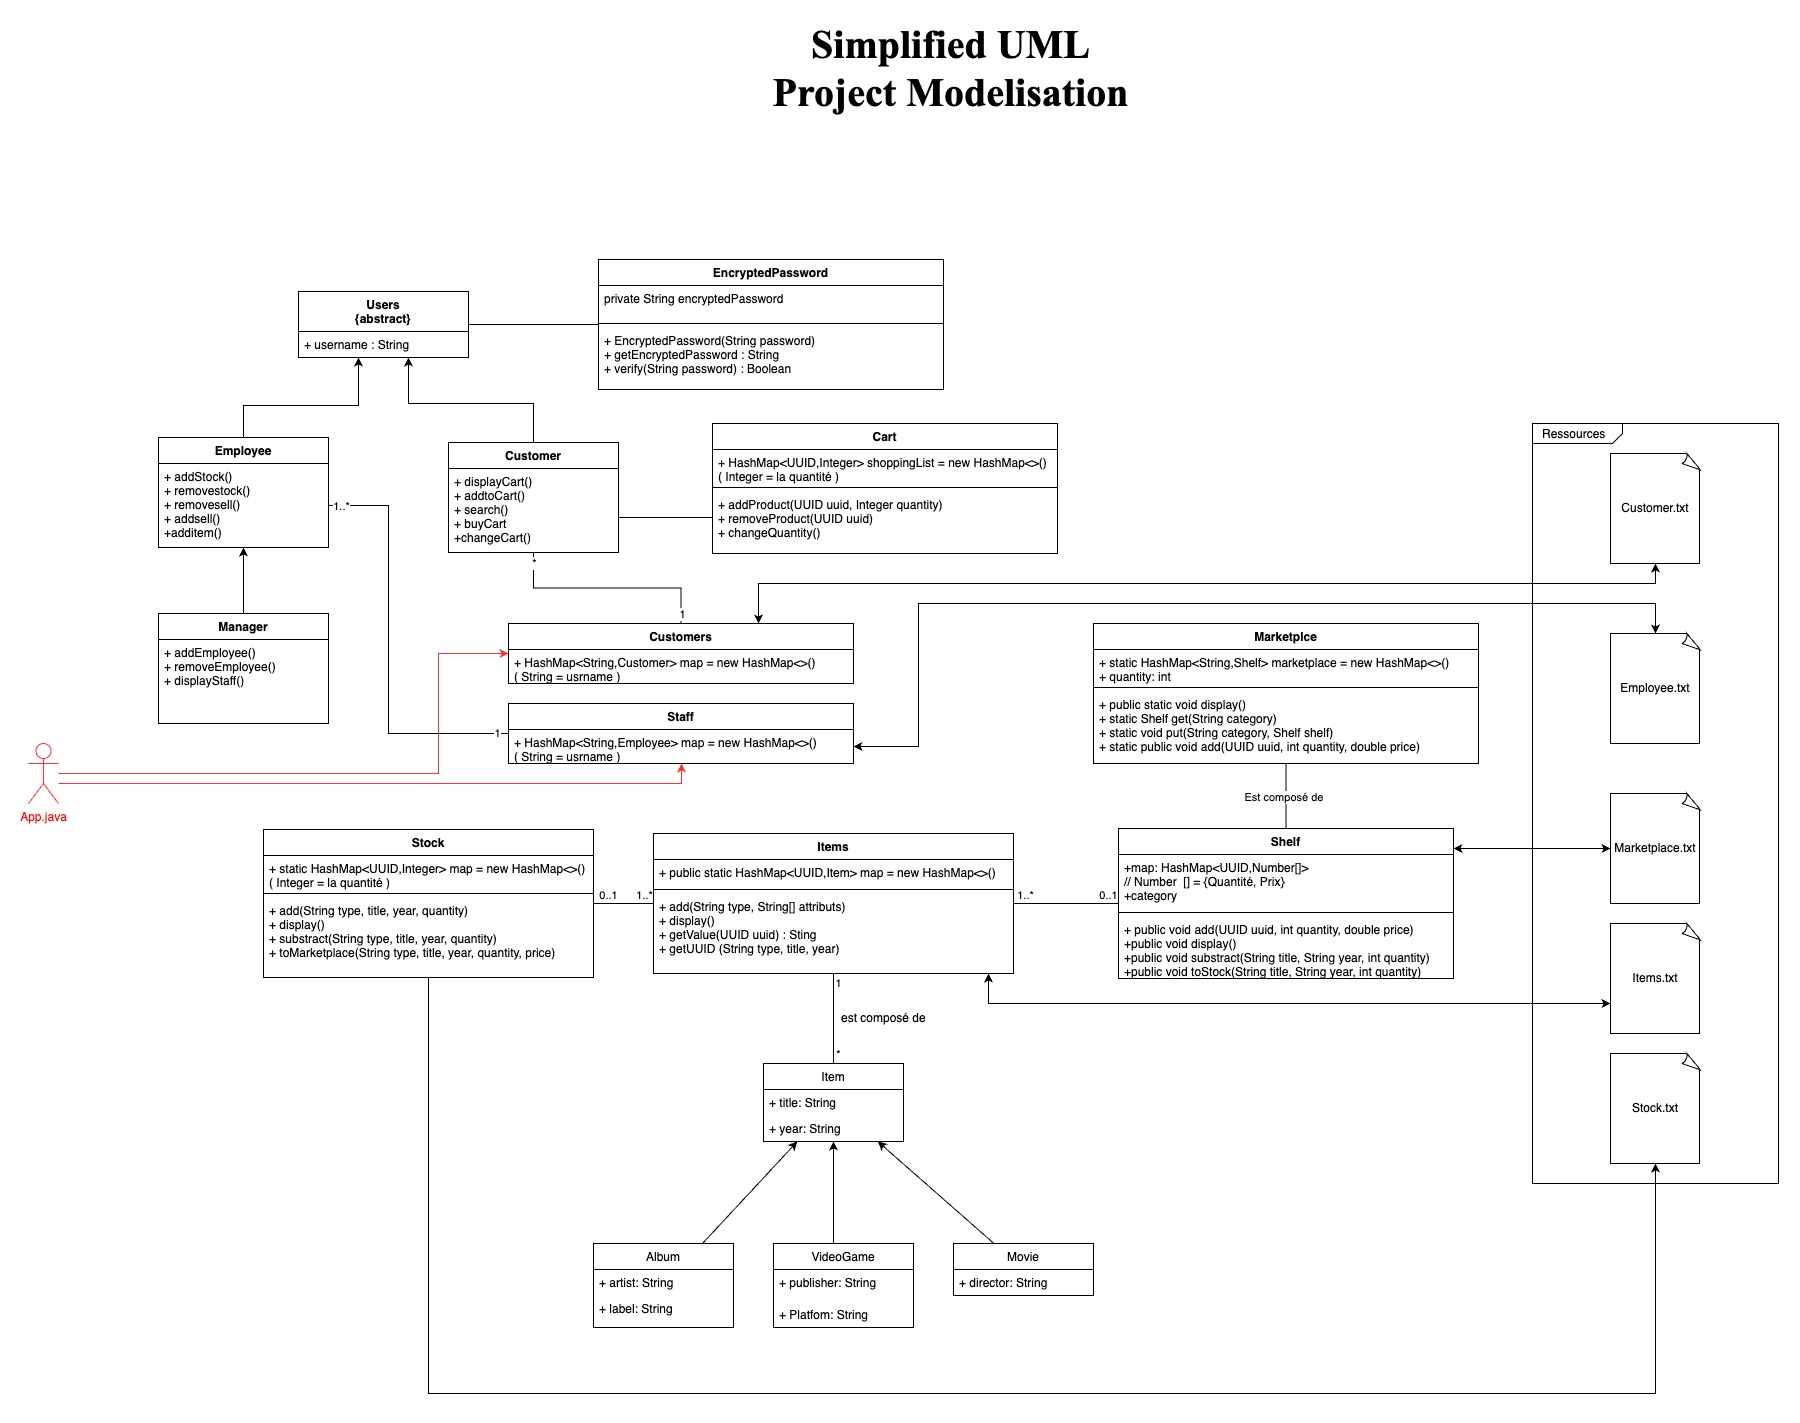 Simplified UML
Project Modelisation
EncryptedPassword
private String encryptedPassword
+ EncryptedPassword(String password)
+ getEncryptedPassword : String
+ verify(String password) : Boolean
Users
{abstract}
+ username : String
Employee
+ addStock()
+ removestock()
+ removesell()
+ addsell()
+additem()
1..*
Customer
+ displayCart()
+ addtoCart()
+ search()
+ buyCart
+changeCart()
*
1
Cart
+ HashMap<UUID,Integer> shoppingList = new HashMap<>()
( Integer = la quantité )
+ addProduct(UUID uuid, Integer quantity)
+ removeProduct(UUID uuid)
+ changeQuantity()
Ressources
Customer.txt
Manager
+ addEmployee()
+ removeEmployee()
+ displayStaff()
Customers
+ HashMap<String,Customer> map = new HashMap<>()
( String = usrname )
Marketplce
+ static HashMap<String,Shelf> marketplace = new HashMap<>()
+ quantity: int
+ public static void display()
+ static Shelf get(String category)
+ static void put(String category, Shelf shelf)
+ static public void add(UUID uuid, int quantity, double price)
Employee.txt
Staff
1
+ HashMap<String,Employee> map = new HashMap<>()
( String = usrname )
App.java
Est composé de
Stock
+ static HashMap<UUID,Integer> map = new HashMap<>()
( Integer = la quantité )
+ add(String type, title, year, quantity)
+ display()
+ substract(String type, title, year, quantity)
+ toMarketplace(String type, title, year, quantity, price)
0..1
1..*
Items
+ public static HashMap<UUID,Item> map = new HashMap<>()
+ add(String type, String[] attributs)
+ display()
+ getValue(UUID uuid) : Sting
+ getUUID (String type, title, year)
1..*
0..1
Shelf
+map: HashMap<UUID,Number[]>
// Number  [] = {Quantité, Prix}
+category
+ public void add(UUID uuid, int quantity, double price)
+public void display()
+public void substract(String title, String year, int quantity)
+public void toStock(String title, String year, int quantity)
Marketplace.txt
Items.txt
1
est composé de
*
Item
+ title: String
+ year: String
Stock.txt
Album
+ artist: String
+ label: String
VideoGame
+ publisher: String
+ Platfom: String
Movie
+ director: String